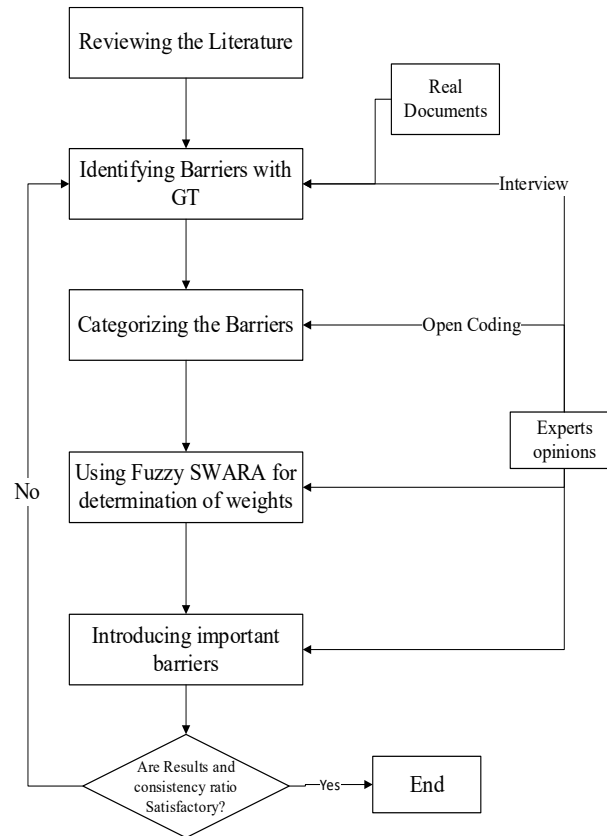 Reviewing the Literature
Real
Documents
Identifying Barriers with
GT
Interview
Categorizing the Barriers
Open Coding
Experts
opinions
Using Fuzzy SWARA for
determination of weights
No
Introducing important
barriers
Are Results and
consistency ratio
Satisfactory?
Yes
End